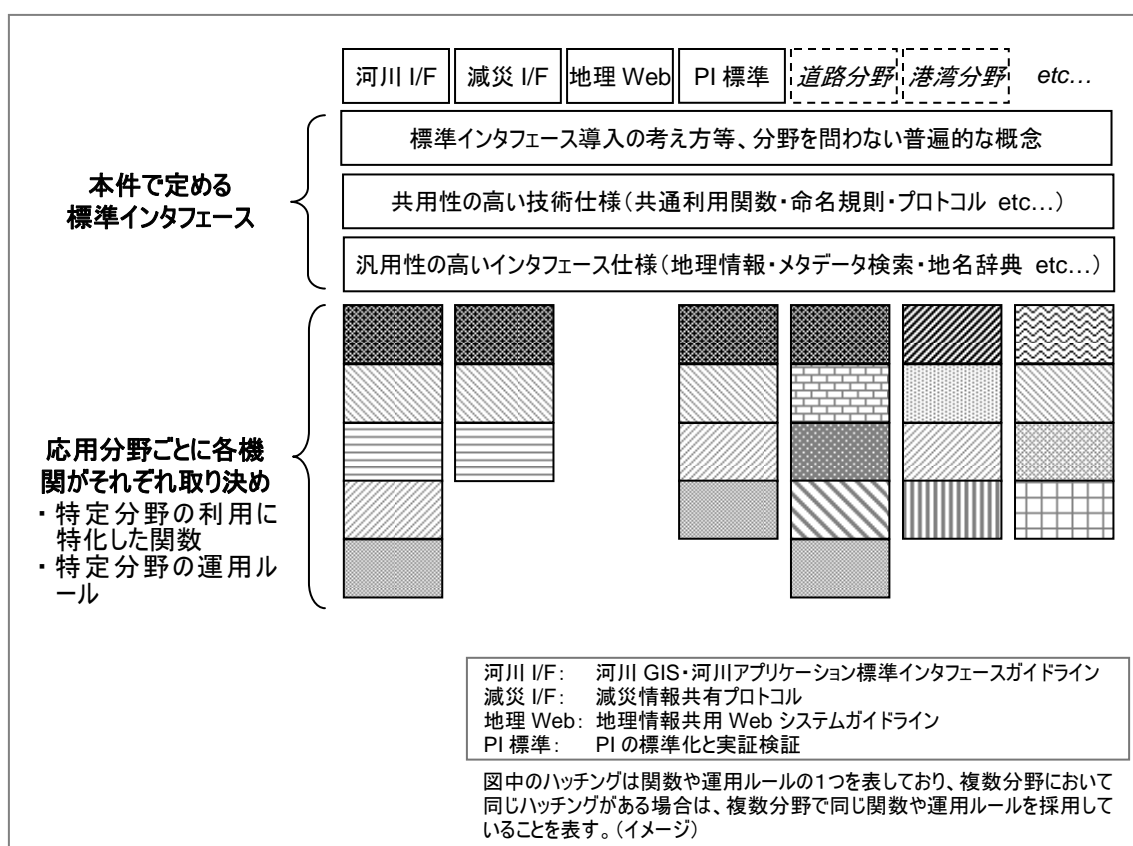 河川 I/F 減災 I/F 地理 Web PI 標準 道路分野 港湾分野 etc…
標準インタフェース導入の考え方等、分野を問わない普遍的な概念
本件で定める
標準インタフェース
共用性の高い技術仕様（共通利用関数・命名規則・プロトコル etc…）
汎用性の高いインタフェース仕様（地理情報・メタデータ検索・地名辞典 etc…）
応用分野ごとに各機
関がそれぞれ取り決め
・特定分野の利用に
特化した関数
・特定分野の運用ル
ール
河川 I/F： 河川 GIS・河川アプリケーション標準インタフェースガイドライン
減災 I/F： 減災情報共有プロトコル
地理 Web： 地理情報共用 Web システムガイドライン
PI 標準： PI の標準化と実証検証
図中のハッチングは関数や運用ルールの１つを表しており、複数分野において
同じハッチングがある場合は、複数分野で同じ関数や運用ルールを採用して
いることを表す。（イメージ）